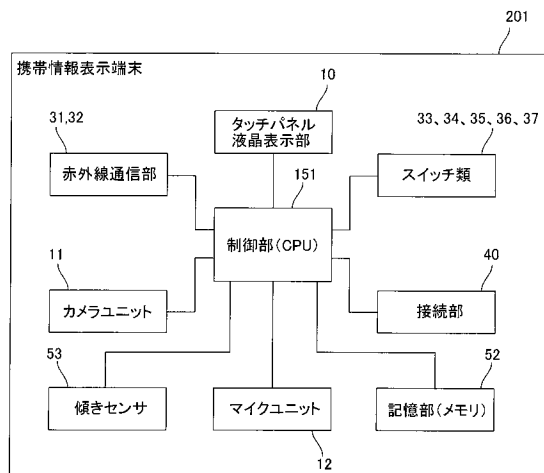 201
携帯情報表示端末
10
31,32
タッチパネル
液晶表示部
33、34、35、36、37
赤外線通信部
スイッチ類
151
制御部(CPU)
11
40
カメラユニット
接続部
53
52
傾きセンサ
マイクユニット
記憶部(メモリ)
12